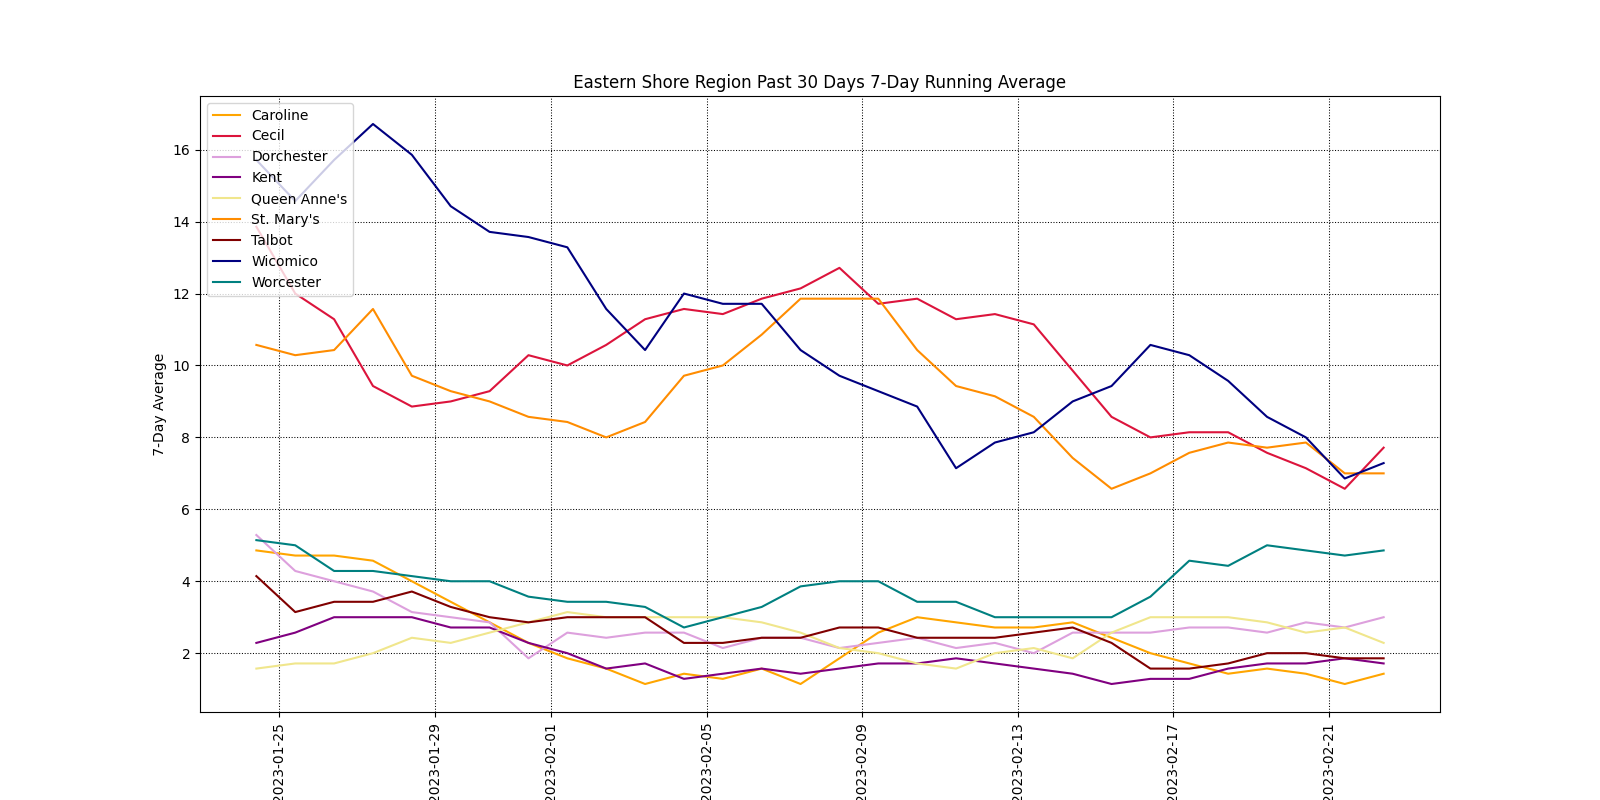 Eastern Shore Region Past 30 Days 7-Day Running Average
Caroline
Cecil
Dorchester
Kent
Queen Anne's
St. Mary's
Talbot
Wicomico
Worcester
7-Day Average
16
14
12
10
8
6
4
2
2023-01-25
2023-01-29
2023-02-01
2023-02-05
2023-02-09
2023-02-13
2023-02-17
2023-02-21